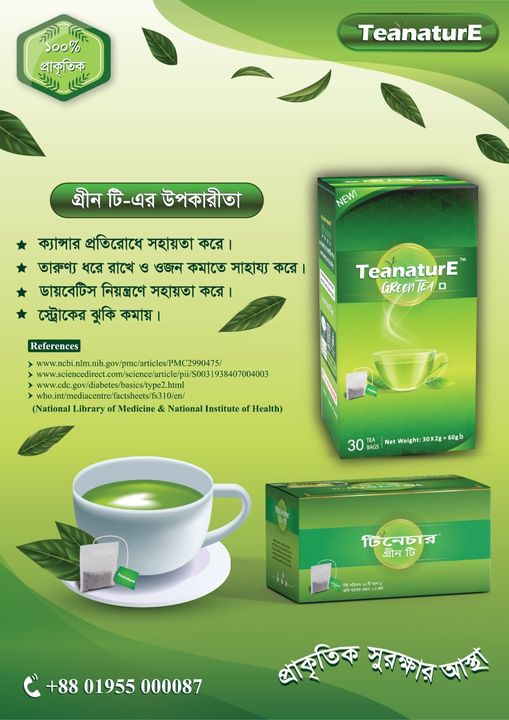 ১০০%
প্রাকৃতিক
TeanaturE
গ্রীন টি-এর উপকারীতা
ক্যান্সার প্রতিরোধে সহায়তা করে।
তারুণ্য ধরে রাখে ও ওজন কমাতে সাহায্য করে।
ডায়বেটিস নিয়ন্ত্রণে সহায়তা করে।
স্ট্রোকের ঝুকি কমায়।
References
www.ncbi.nlm.nih.gov/pmc/articles/PMC2990475/
www.sciencedirect.com/science/article/pii/S0031938407004003
www.cdc.gov/diabetes/basics/type2.html
who.int/mediacentre/factsheets/fs310/en/
(National Library of Medicine & National Institute of Health)
NEW!
TeanaturE™
GREEN TEA
30 TEA BAGS
Net Weight: 30X2g = 60g
TeanaturE
টিনেচার
গ্রীন টি
প্রাকৃতিক সুরক্ষার আস্থা
+88 01955 000087